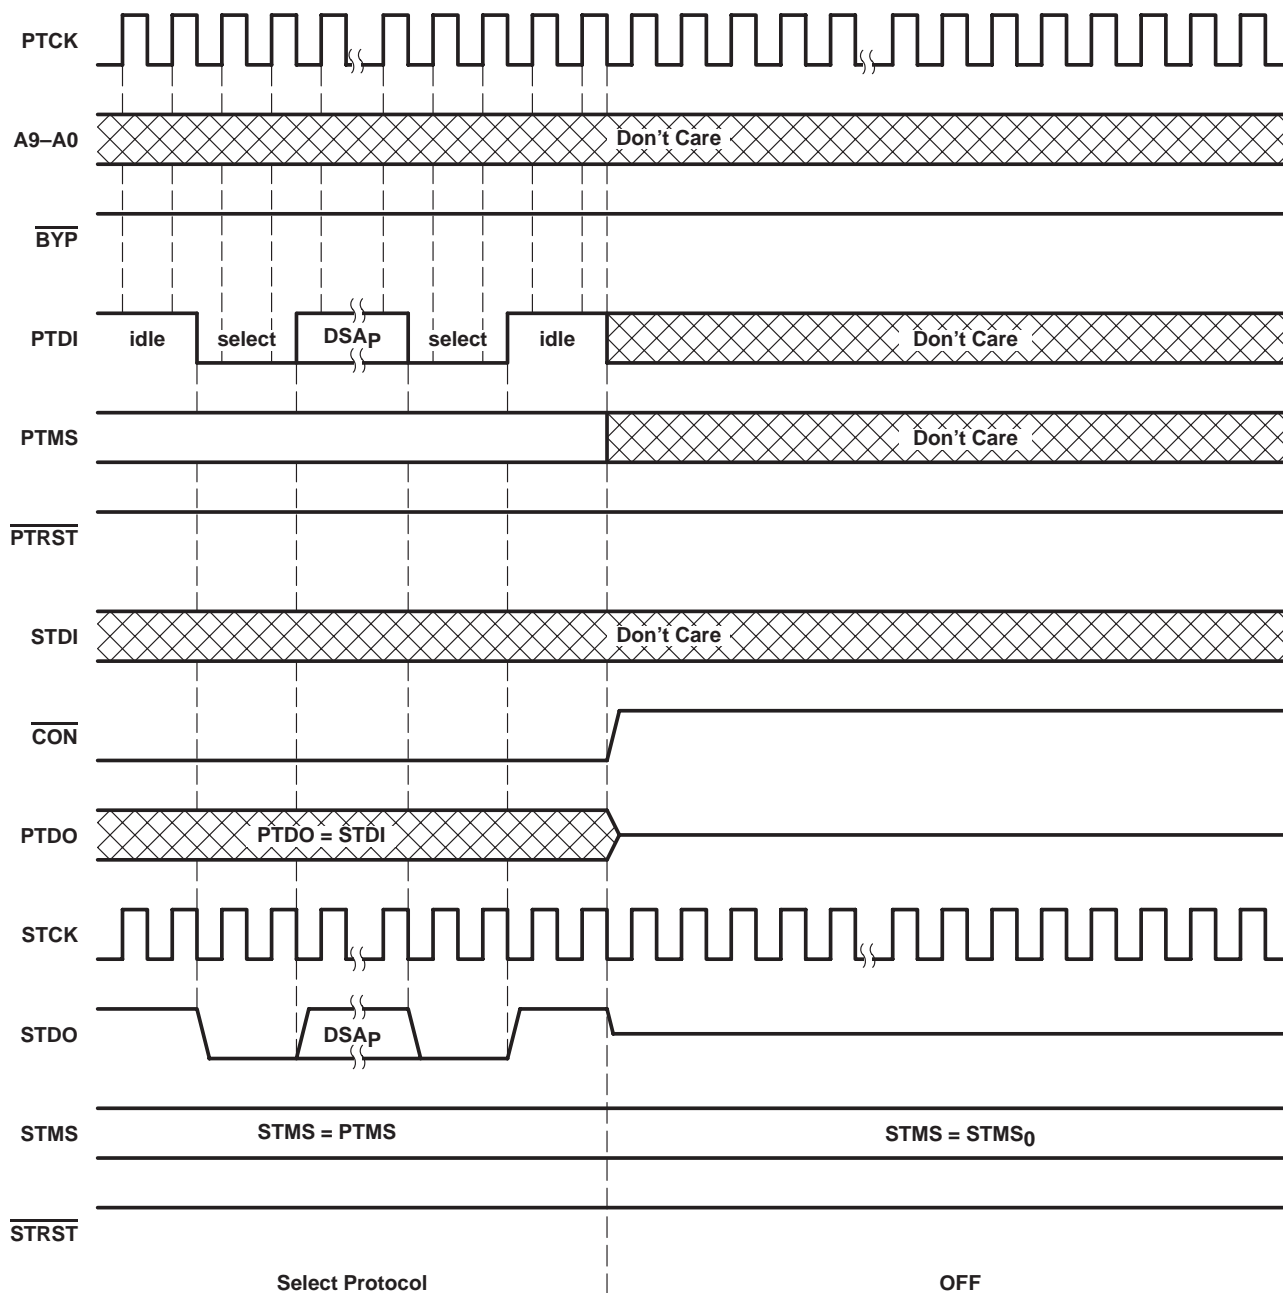 PTCK
A9–A0
Don't Care
BYP
PTDI
idle
select
DSAP
select
idle
Don't Care
PTMS
Don't Care
PTRST
STDI
Don't Care
CON
PTDO
PTDO = STDI
STCK
STDO
DSAP
STMS
STMS = PTMS
STMS = STMS0
STRST
Select Protocol
OFF